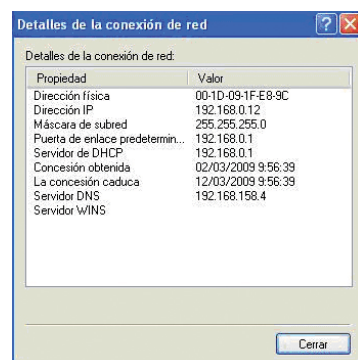 Detalles de la conexión de red
Detalles de la conexión de red:
Propiedad Valor
Dirección física 00-1D-09-1F-E8-9C
Dirección IP 192.168.0.12
Máscara de subred 255.255.255.0
Puerta de enlace predetermin... 192.168.0.1
Servidor de DHCP 192.168.0.1
Concesión obtenida 02/03/2009 9:56:39
La concesión caduca 12/03/2009 9:56:39
Servidor DNS 192.168.158.4
Servidor WINS
Cerrar